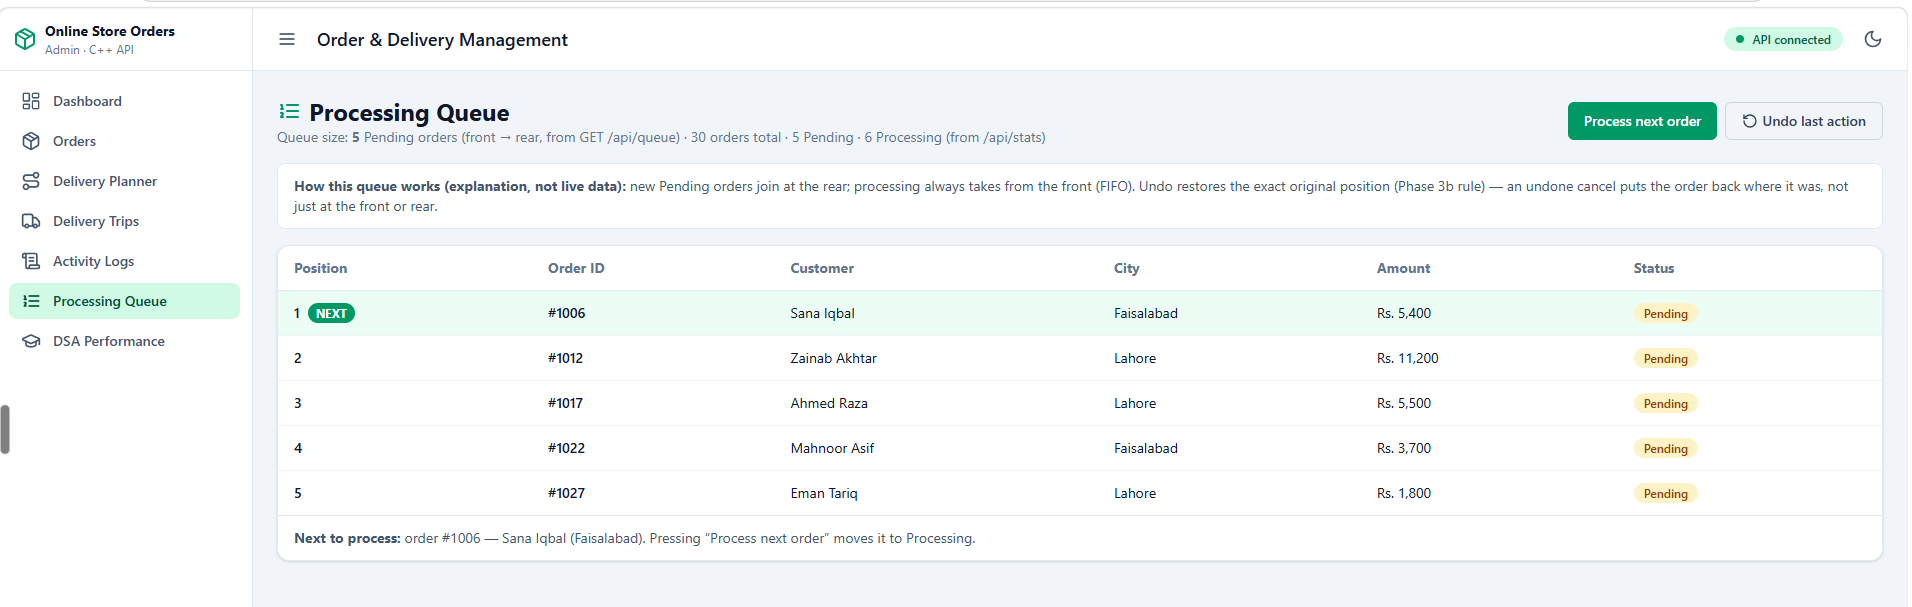 Online Store Orders
Admin · C++ API
Order & Delivery Management
API connected
Dashboard
Orders
Delivery Planner
Delivery Trips
Activity Logs
Processing Queue
DSA Performance
Processing Queue
Queue size: 5 Pending orders (front → rear, from GET /api/queue) · 30 orders total · 5 Pending · 6 Processing (from /api/stats)
Process next order
Undo last action
How this queue works (explanation, not live data): new Pending orders join at the rear; processing always takes from the front (FIFO). Undo restores the exact original position (Phase 3b rule) — an undone cancel puts the order back where it was, not
just at the front or rear.
Position Order ID Customer City Amount Status
1 NEXT #1006 Sana Iqbal Faisalabad Rs. 5,400 Pending
2 #1012 Zainab Akhtar Lahore Rs. 11,200 Pending
3 #1017 Ahmed Raza Lahore Rs. 5,500 Pending
4 #1022 Mahnoor Asif Faisalabad Rs. 3,700 Pending
5 #1027 Eman Tariq Lahore Rs. 1,800 Pending
Next to process: order #1006 — Sana Iqbal (Faisalabad). Pressing “Process next order” moves it to Processing.